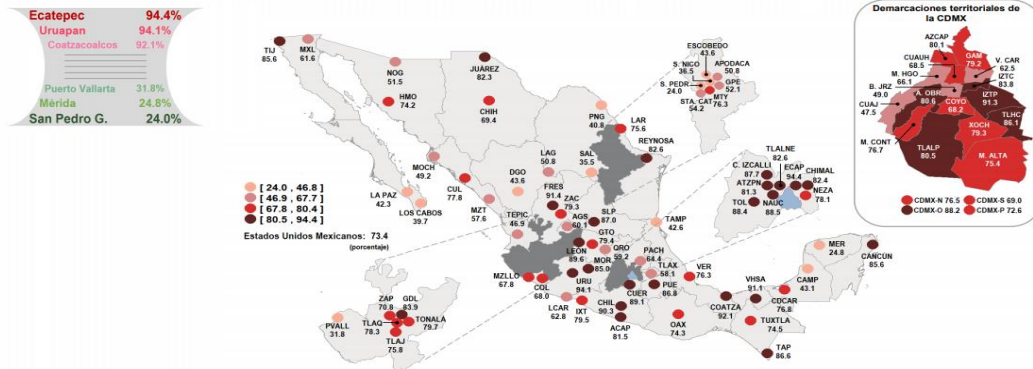 Ecatepec 94.4%
Uruapan 94.1%
Coatzacoalcos 92.1%
Puerto Vallarta 31.8%
Mérida 24.8%
San Pedro G. 24.0%
TIJ
85.6
MXL
61.6
NOG
51.5
HMO
74.2
JUÁREZ
82.3
CHIH
69.4
MOCH
49.2
CUL
77.8
LA PAZ
42.3
LOS CABOS
39.7
MZT
57.6
DGO
43.6
LAG
50.8
SAL
35.5
PNG
40.8
LAR
75.6
REYNOSA
82.6
FRES
91.4
ZAC
79.3
AGS
60.1
SLP
87.0
TEPIC
46.9
LEÓN
89.6
GTO
79.4
QRO
59.2
MOR
85.0
URU
94.1
MZLLO
67.8
COL
68.0
LCAR
62.8
IXT
79.5
CHIL
90.3
ACAP
81.5
CUER
89.1
PACH
64.4
TLAX
58.1
PUE
86.8
TAMP
42.6
VER
76.3
OAX
74.3
COATZA
92.1
VHSA
91.1
CDCAR
76.8
TUXTLA
74.5
TAP
86.6
CAMP
43.1
MER
24.8
CANCÚN
85.6
ESCOBEDO
43.6
S. NICO
36.5
APODACA
50.8
S. PEDR
24.0
GPE
52.1
STA. CAT
54.2
MTY
76.3
TLALNE
82.6
C. IZCALLI
87.7
ECAP
94.4
CHIMAL
82.4
ATZPN
81.3
NEZA
78.1
TOL
88.4
NAUC
88.5
ZAP
70.8
GDL
83.9
TLAQ
78.3
TONALÁ
79.7
TLAJ
75.8
PVALL
31.8
[ 24.0 , 46.8 ]
[ 46.9 , 67.7 ]
[ 67.8 , 80.4 ]
[ 80.5 , 94.4 ]
Estados Unidos Mexicanos: 73.4
(porcentaje)
Demarcaciones territoriales de
la CDMX
AZCAP
80.1
CUAUH
68.5
GAM
79.2
V. CAR
62.5
M. HGO
66.1
IZTC
83.8
B. JRZ
49.0
A. OBR
80.6
COYO
68.2
IZTP
91.3
CUAJ
47.5
TLHC
86.1
XOCH
79.3
M. CONT
76.7
TLALP
80.5
M. ALTA
75.4
CDMX-N 76.5 CDMX-S 69.0
CDMX-O 88.2 CDMX-P 72.6